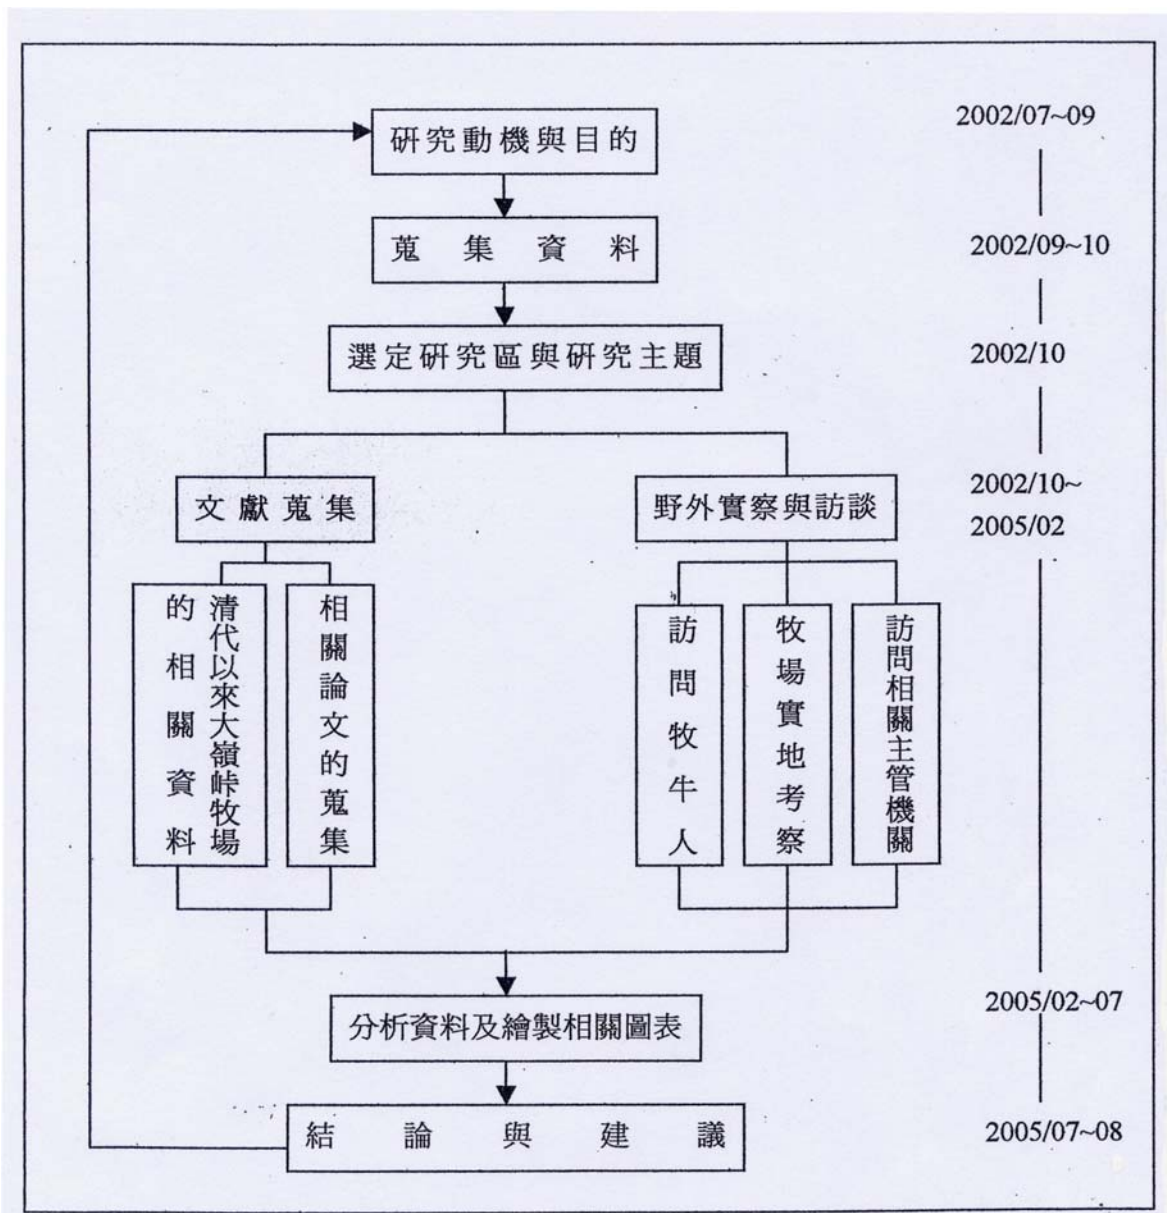 研究動機與目的
2002/07~09
蒐集資料
2002/09~10
選定研究區與研究主題
2002/10
文獻蒐集
野外實察與訪談
2002/10~
2005/02
清代以來大嶺峠牧場
的相關資料
相關論文的蒐集
訪問牧牛人
牧場實地考察
訪問相關主管機關
分析資料及繪製相關圖表
2005/02~07
結論與建議
2005/07~08